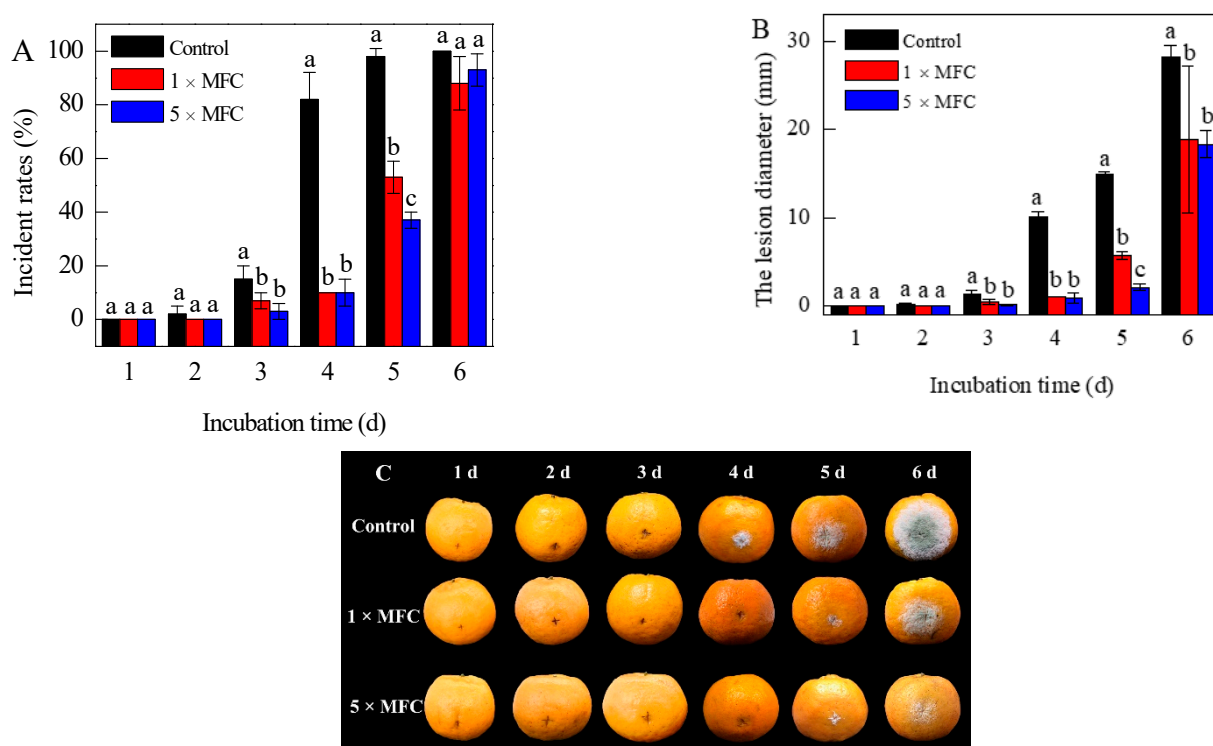 A
Control
1 × MFC
5 × MFC
Incident rates (%)
100
80
60
40
20
0
a a a
a a a
a b b
a b b
a b c
a a a
1 2 3 4 5 6
Incubation time (d)
B
Control
1 × MFC
5 × MFC
The lesion diameter (mm)
30
20
10
0
a a a
a a a
a b b
a b b
a b c
a b b
1 2 3 4 5 6
Incubation time (d)
C 1 d 2 d 3 d 4 d 5 d 6 d
Control
1 × MFC
5 × MFC